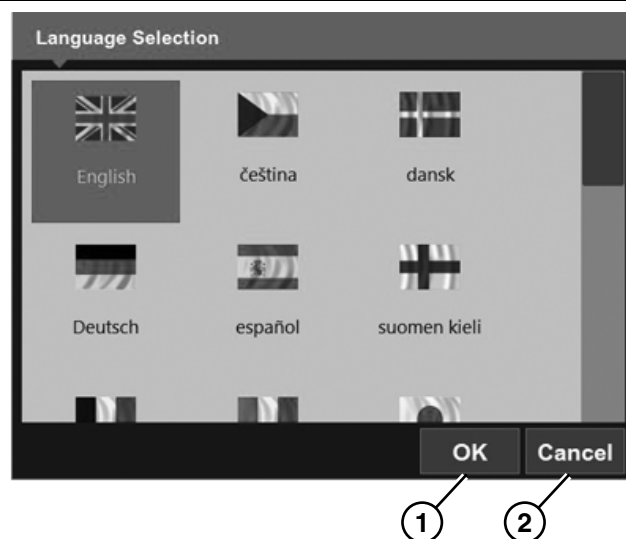 Language Selection
English čeština dansk
Deutsch español suomen kieli
OK Cancel
1 2